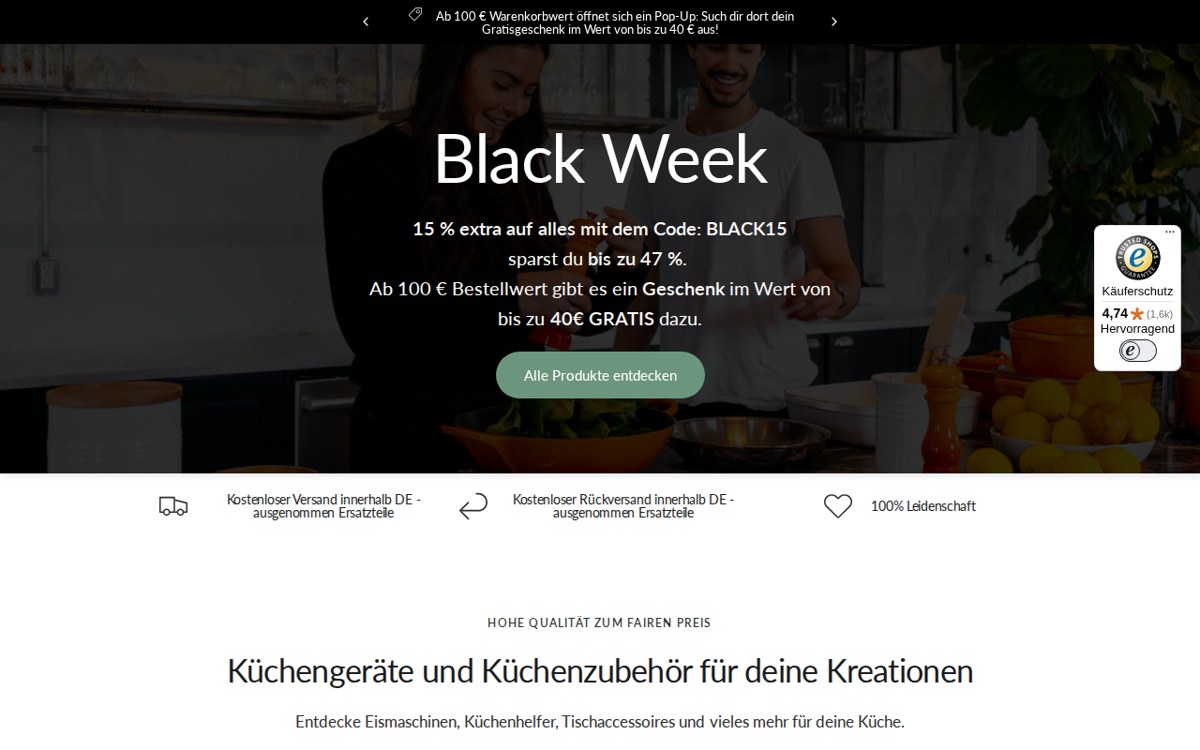 Ab 100 € Warenkorbwert öffnet sich ein Pop-Up: Such dir dort dein
Gratisgeschenk im Wert von bis zu 40 € aus!
Black Week
15 % extra auf alles mit dem Code: BLACK15
sparst du bis zu 47 %.
Ab 100 € Bestellwert gibt es ein Geschenk im Wert von
bis zu 40€ GRATIS dazu.
Alle Produkte entdecken
TRUSTED SHOPS
GUARANTEE
e
Käuferschutz
4,74 (1,6k)
Hervorragend
e
Kostenloser Versand innerhalb DE -
ausgenommen Ersatzteile
Kostenloser Rückversand innerhalb DE -
ausgenommen Ersatzteile
100% Leidenschaft
HOHE QUALITÄT ZUM FAIREN PREIS
Küchengeräte und Küchenzubehör für deine Kreationen
Entdecke Eismaschinen, Küchenhelfer, Tischaccessoires und vieles mehr für deine Küche.